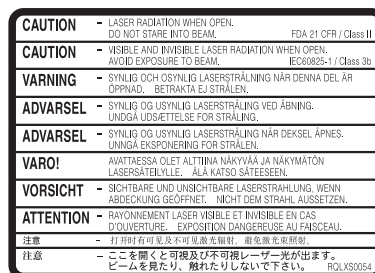 CAUTION - LASER RADIATION WHEN OPEN.
DO NOT STARE INTO BEAM. FDA 21 CFR / Class II
CAUTION - VISIBLE AND INVISIBLE LASER RADIATION WHEN OPEN.
AVOID EXPOSURE TO BEAM. IEC60825-1 / Class 3b
VARNING - SYNLIG OCH OSYNLIG LASERSTRÅLNING NÄR DENNA DEL ÄR
ÖPPNAD. BETRAKTA EJ STRÅLEN.
ADVARSEL - SYNLIG OG USYNLIG LASERSTRÅLING VED ÅBNING.
UNDGÅ UDSÆTTELSE FOR STRÅLING.
ADVARSEL - SYNLIG OG USYNLIG LASERSTRÅLING NÅR DEKSEL ÅPNES.
UNNGÅ EKSPONERING FOR STRÅLEN.
VARO! - AVATTAESSA OLET ALTTIINA NÄKYVÄÄ JA NÄKYMÄTÖN
LASERSÄTEILYLLE. ÄLÄ KATSO SÄTEESEEN.
VORSICHT - SICHTBARE UND UNSICHTBARE LASERSTRAHLUNG, WENN
ABDECKUNG GEÖFFNET. NICHT DEM STRAHL AUSSETZEN.
ATTENTION - RAYONNEMENT LASER VISIBLE ET INVISIBLE EN CAS
D'OUVERTURE. EXPOSITION DANGEREUSE AU FAISCEAU.
注意 - 打开时有可见及不可见激光辐射。避免激光束照射。
注意 - ここを開くと可視及び不可視レーザー光が出ます。
ビームを見たり、触れたりしないで下さい。 RQLXS0054